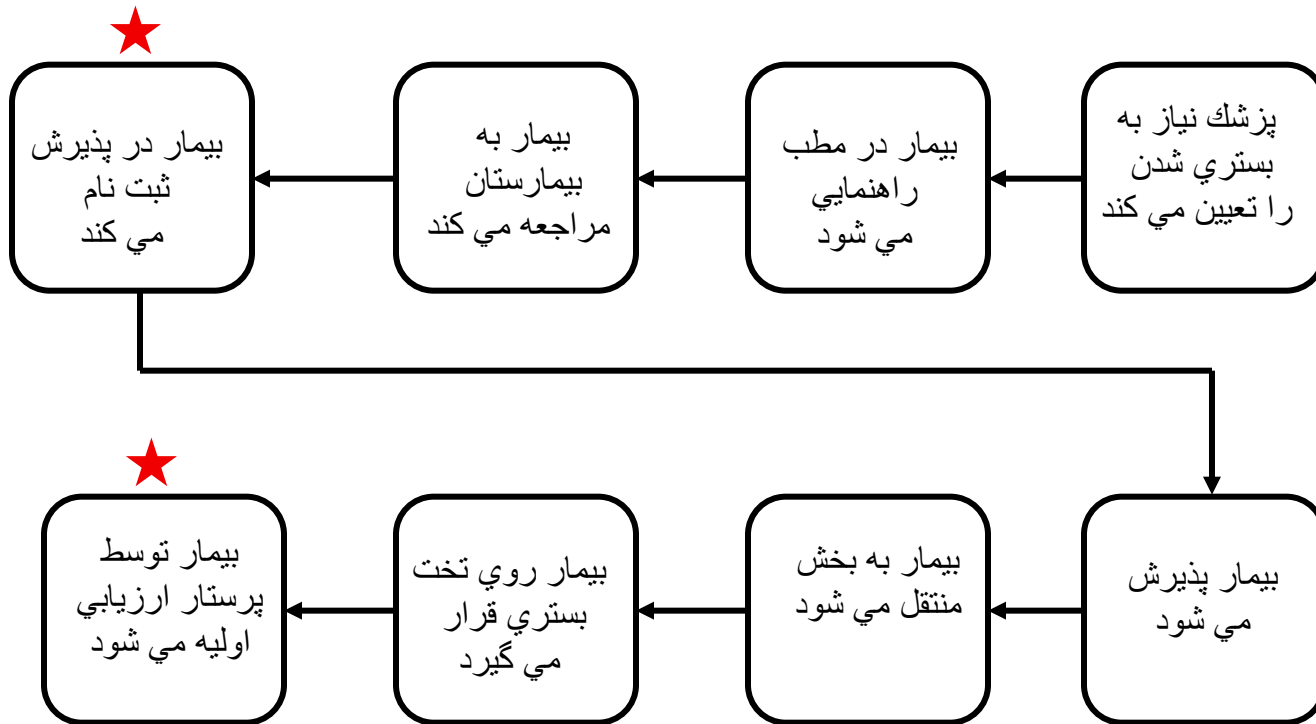 پزشك نياز به
بستري شدن
را تعيين مي كند
بيمار در مطب
راهنمايي
مي شود
بيمار به
بيمارستان
مراجعه مي كند
بيمار در پذيرش
ثبت نام
مي كند
بيمار پذيرش
مي شود
بيمار به بخش
منتقل مي شود
بيمار روي تخت
بستري قرار
مي گيرد
بيمار توسط
پرستار ارزيابي
اوليه مي شود